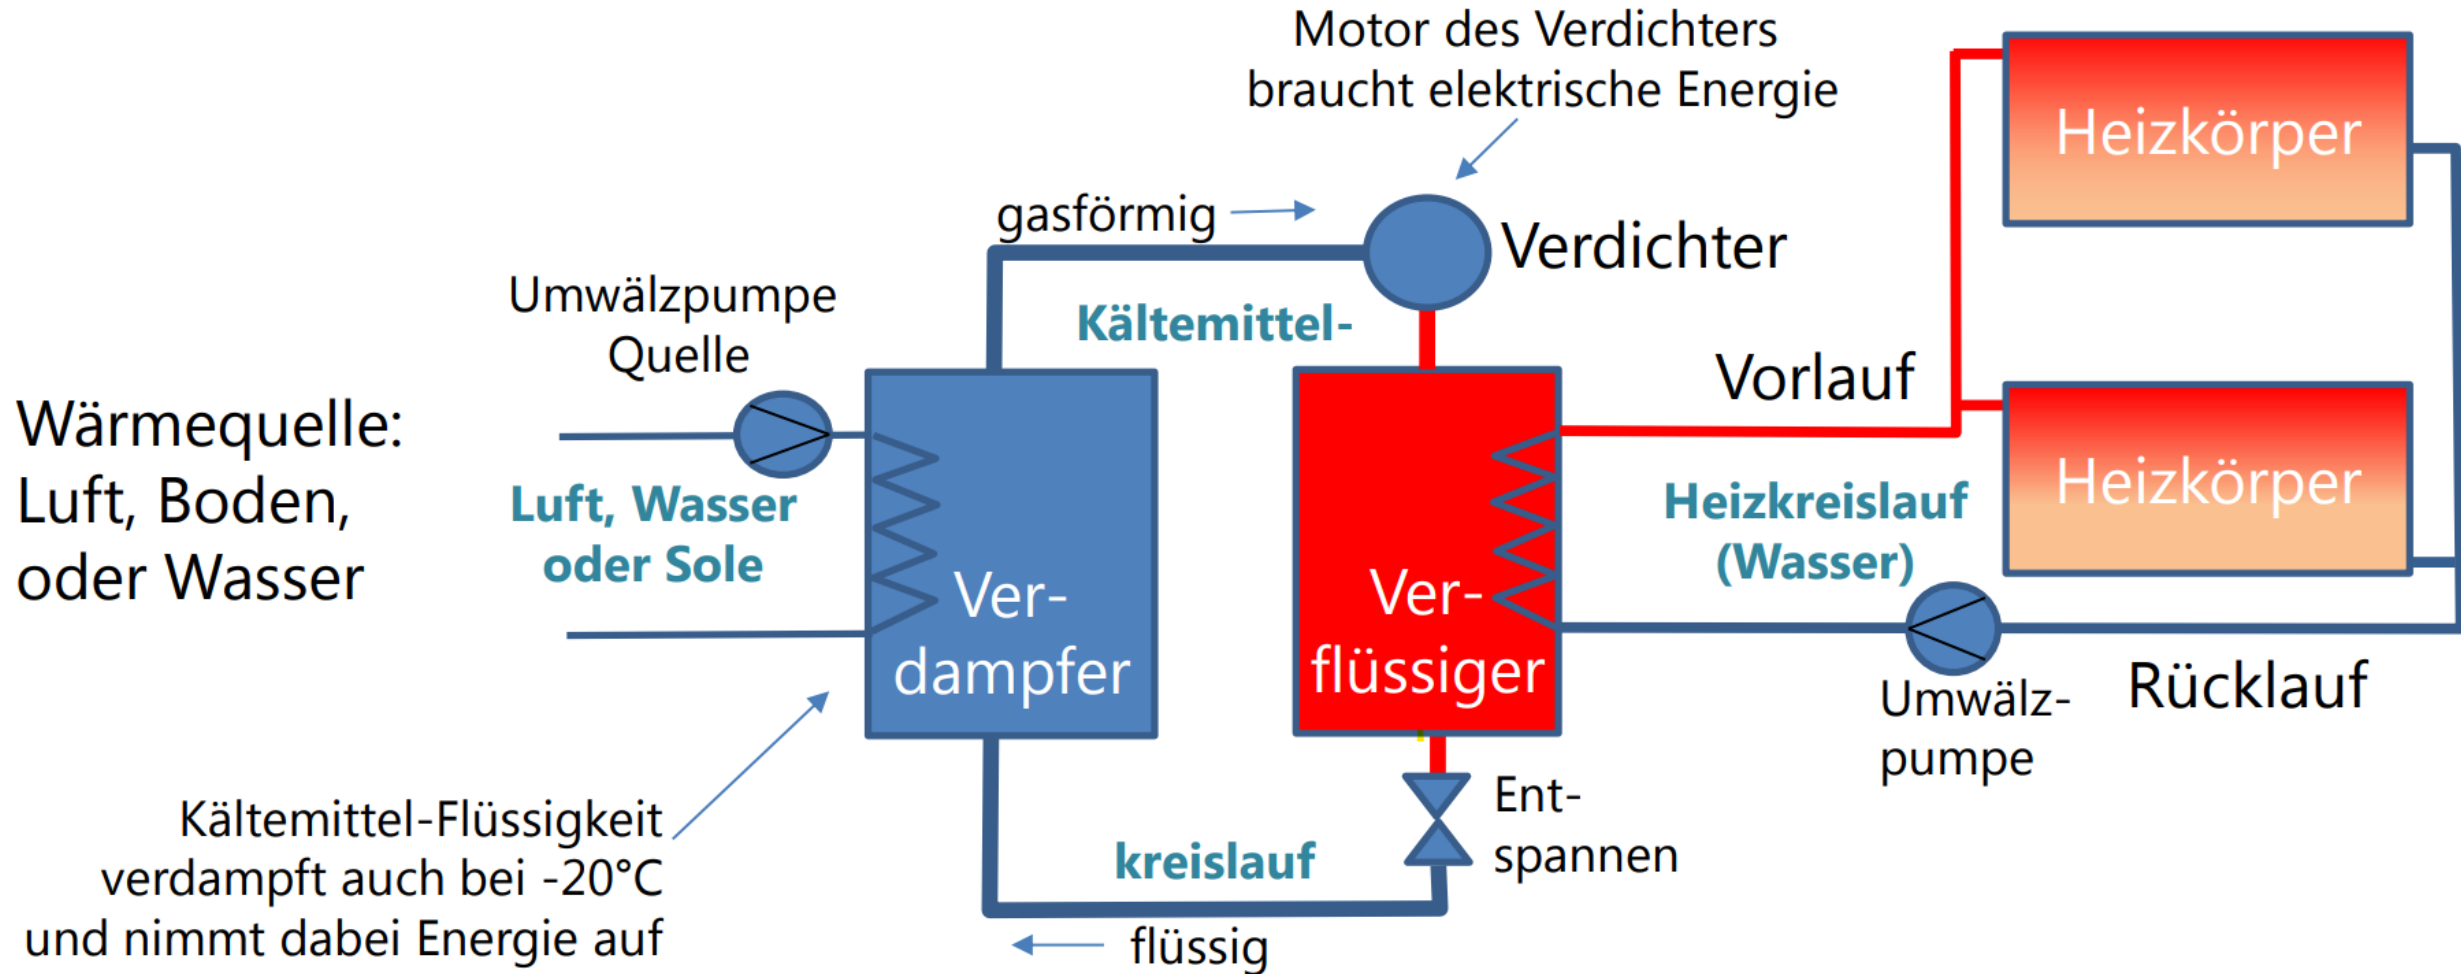 Motor des Verdichters
braucht elektrische Energie
Heizkörper
gasförmig
Verdichter
Umwälzpumpe
Quelle
Kältemittel-
Vorlauf
Wärmequelle:
Luft, Boden,
oder Wasser
Luft, Wasser
oder Sole
Heizkreislauf
(Wasser)
Heizkörper
Ver-
dampfer
Ver-
flüssiger
Umwälz-
pumpe
Rücklauf
Kältemittel-Flüssigkeit
verdampft auch bei -20°C
und nimmt dabei Energie auf
kreislauf
Ent-
spannen
flüssig